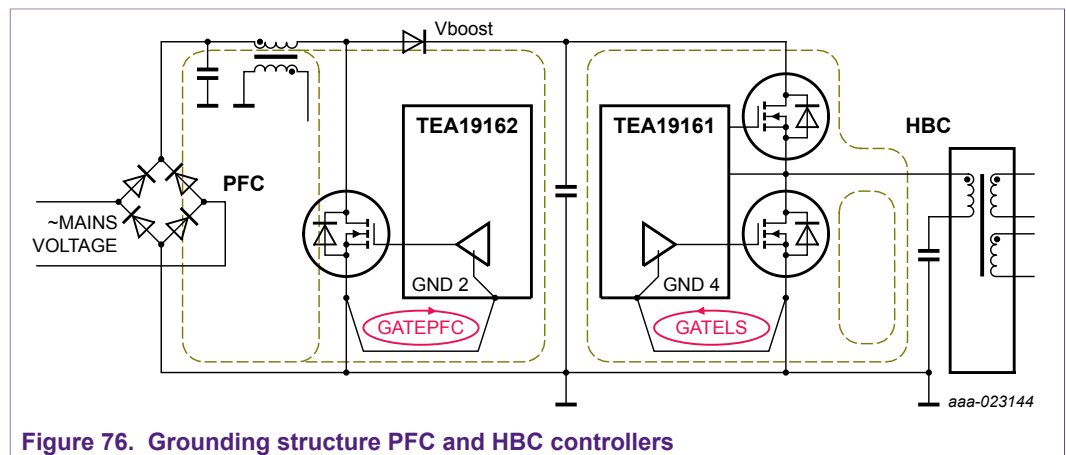 Vboost
TEA19162
TEA19161
HBC
PFC
~MAINS
VOLTAGE
GND 2
GND 4
GATEPFC
GATELS
aaa-023144
Figure 76. Grounding structure PFC and HBC controllers